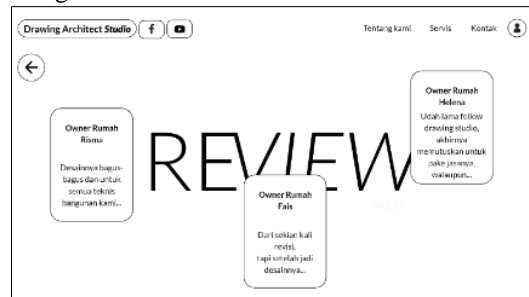 Drawing Architect Studio
Tentang kami Servis Kontak
REVIEW
Owner Rumah
Risma
Desainnya bagus-
bagus dan untuk
semua teknis
bangunan kami...
Owner Rumah
Fais
Dari sekian kali
revisi,
tapi setelah jadi
desainnya...
Owner Rumah
Helena
Udah lama follow
drawing studio,
akhirnya
memutuskan untuk
pake jasanya,
walaupun...